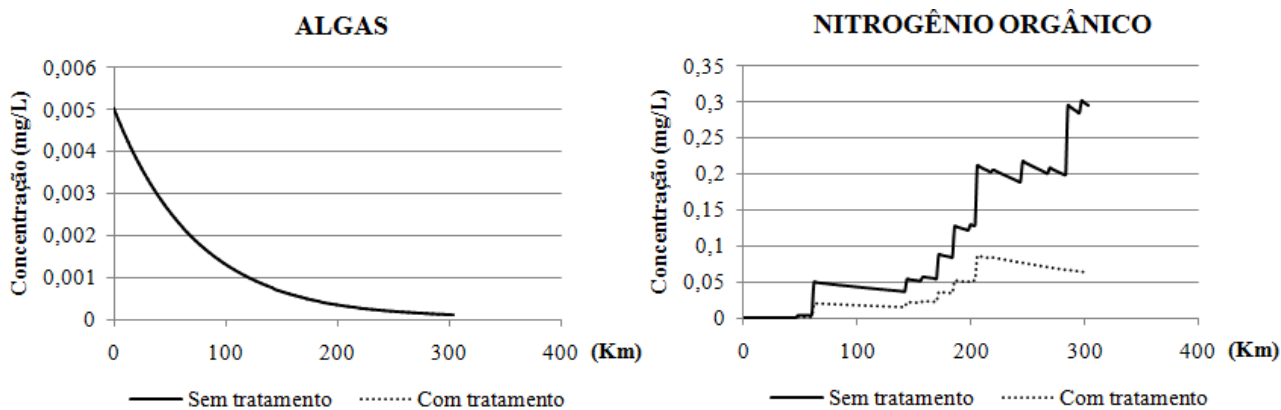 ALGAS
Concentração (mg/L)
0,006
0,005
0,004
0,003
0,002
0,001
0
0 100 200 300 400 (Km)
Sem tratamento Com tratamento
NITROGÊNIO ORGÂNICO
Concentração (mg/L)
0,35
0,3
0,25
0,2
0,15
0,1
0,05
0
0 100 200 300 400 (Km)
Sem tratamento Com tratamento